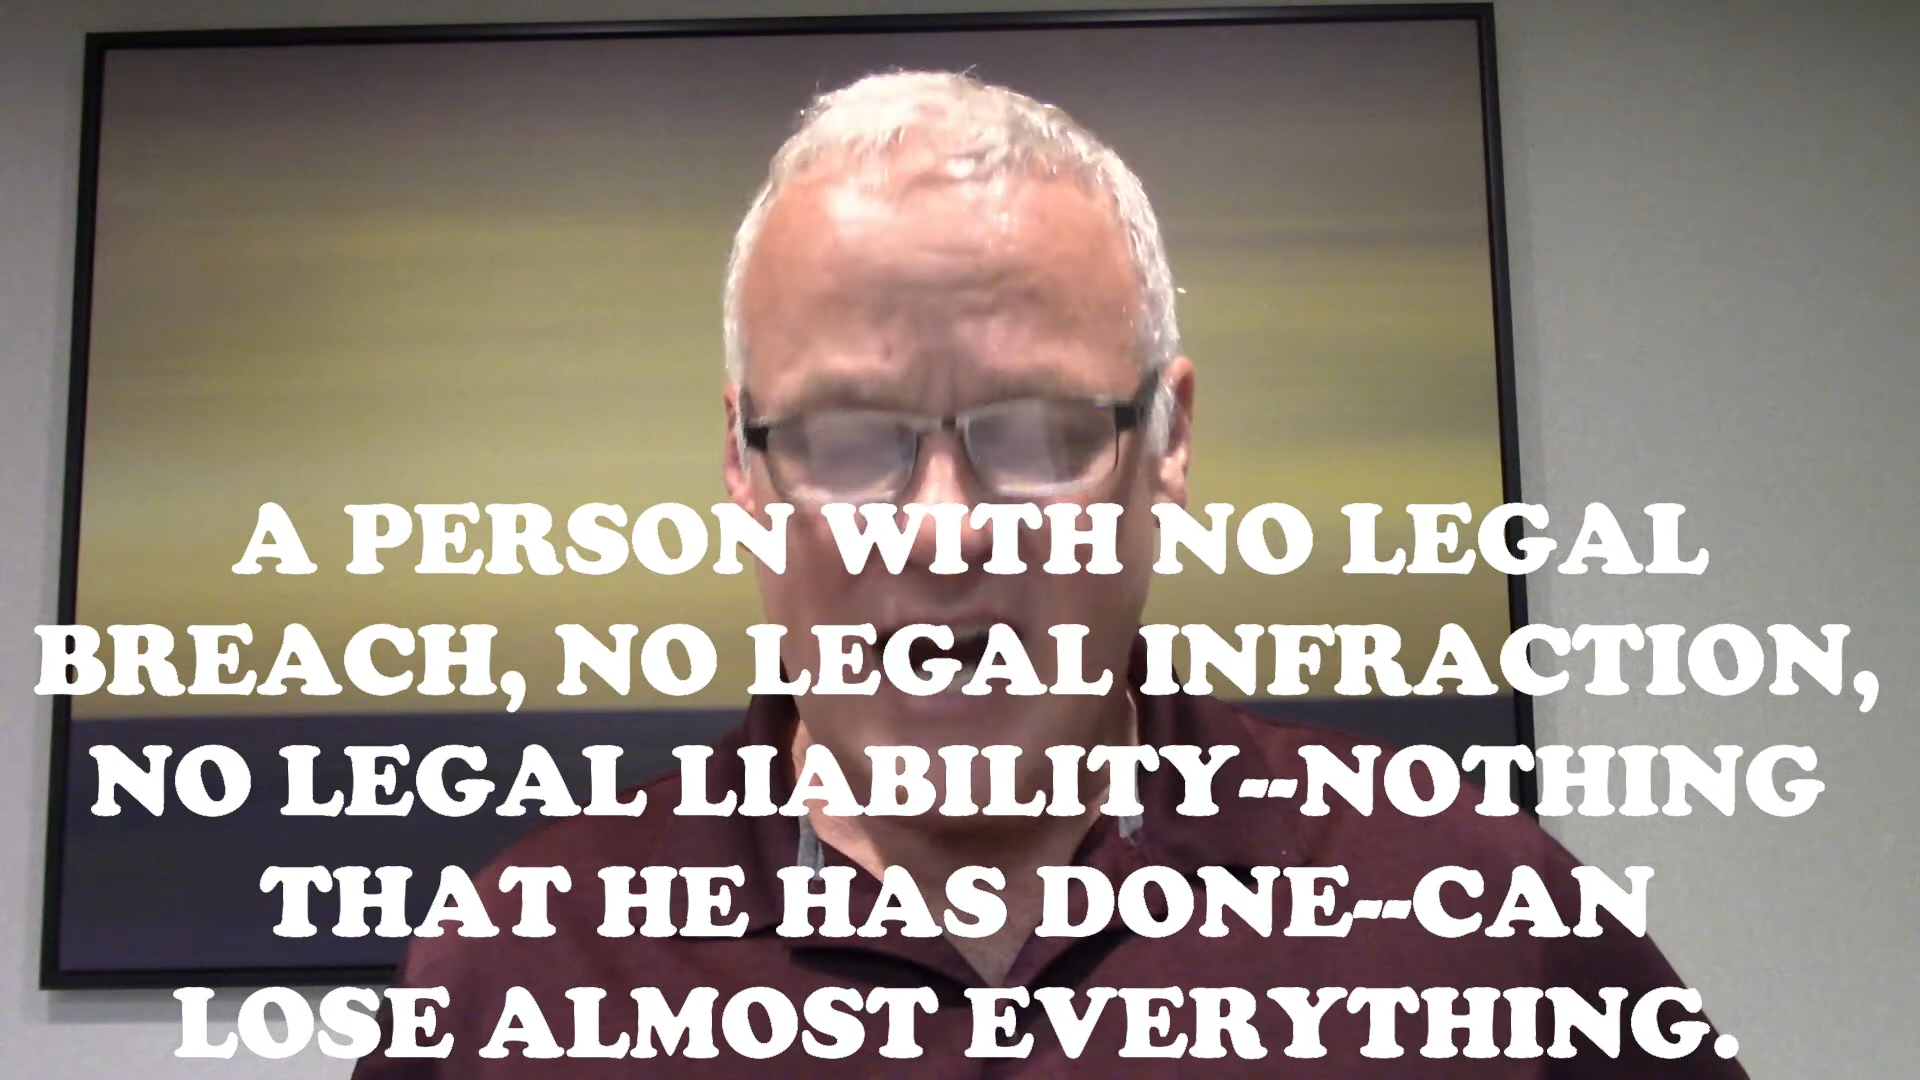 A PERSON WITH NO LEGAL
BREACH, NO LEGAL INFRACTION,
NO LEGAL LIABILITY--NOTHING
THAT HE HAS DONE--CAN
LOSE ALMOST EVERYTHING.